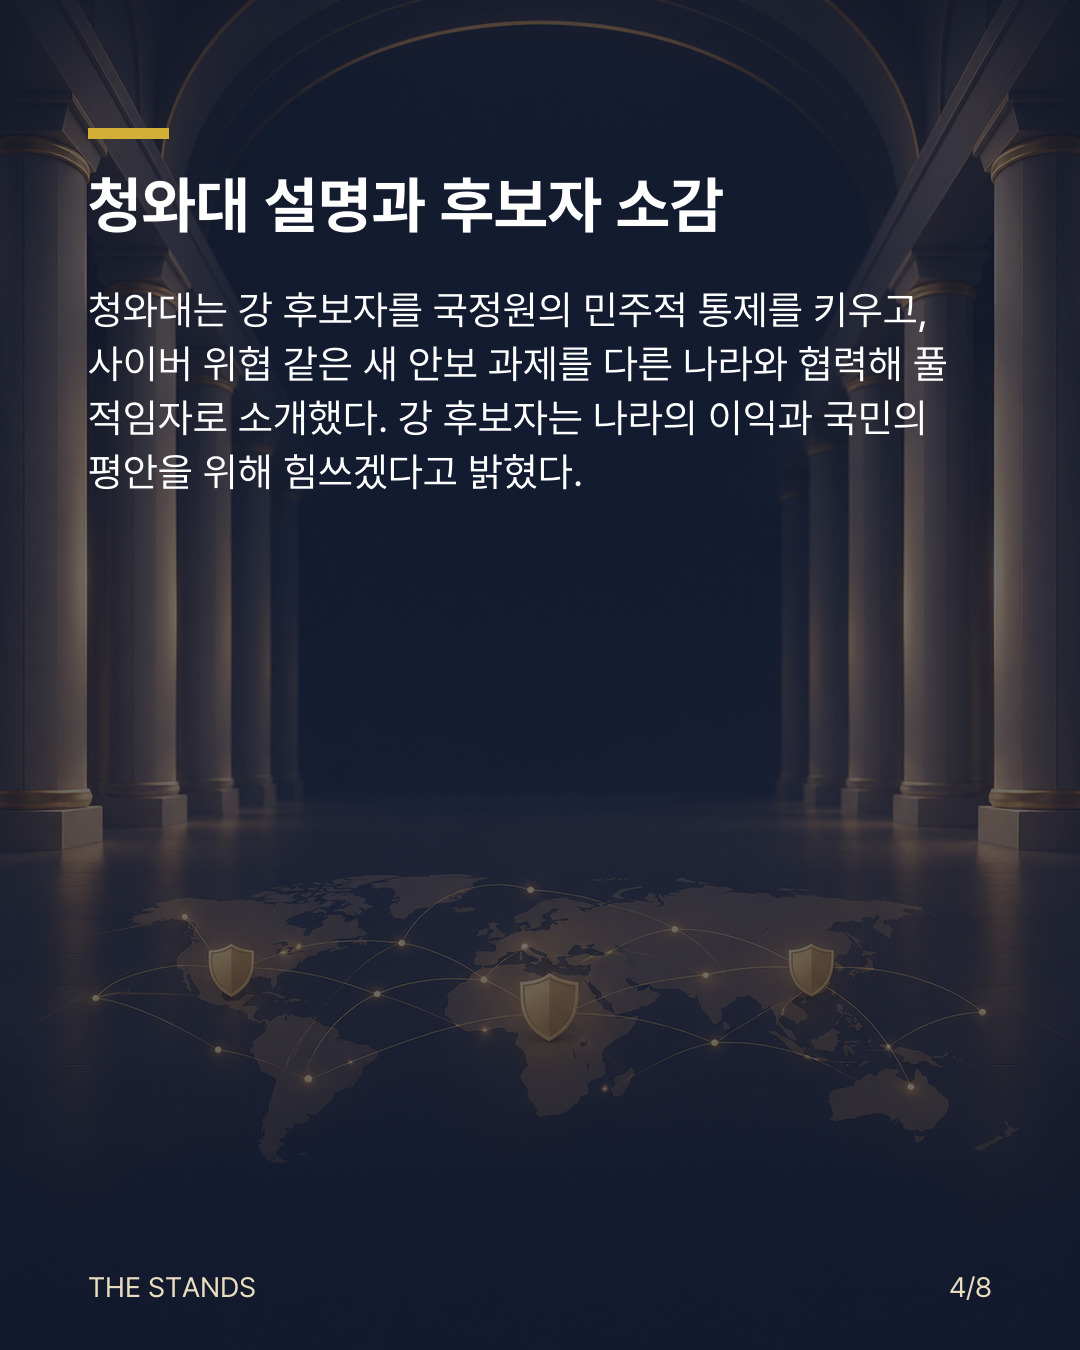 청와대 설명과 후보자 소감
청와대는 강 후보자를 국정원의 민주적 통제를 키우고,
사이버 위협 같은 새 안보 과제를 다른 나라와 협력해 풀
적임자로 소개했다. 강 후보자는 나라의 이익과 국민의
평안을 위해 힘쓰겠다고 밝혔다.
THE STANDS
4/8